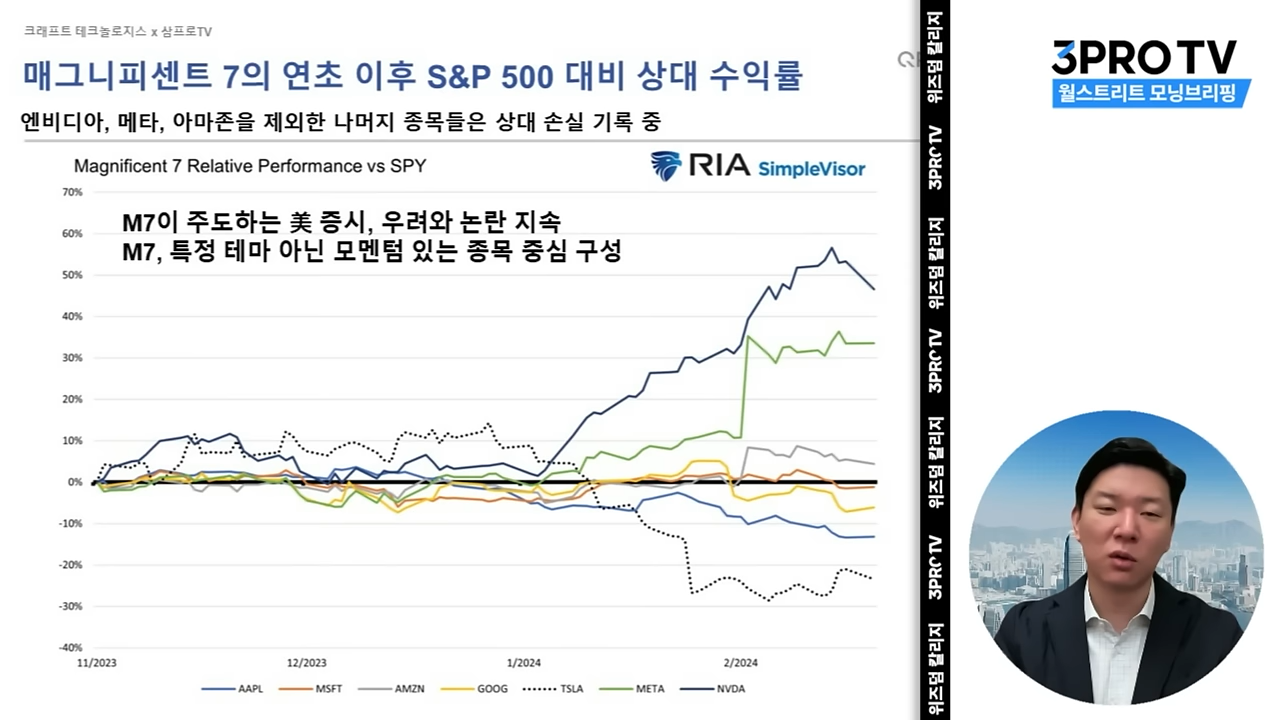 크래프트 테크놀로지스 x 삼프로TV
매그니피센트 7의 연초 이후 S&P 500 대비 상대 수익률
엔비디아, 메타, 아마존을 제외한 나머지 종목들은 상대 손실 기록 중
Magnificent 7 Relative Performance vs SPY
RIA SimpleVisor
M7이 주도하는 美 증시, 우려와 논란 지속
M7, 특정 테마 아닌 모멘텀 있는 종목 중심 구성
70%
60%
50%
40%
30%
20%
10%
0%
-10%
-20%
-30%
-40%
11/2023 12/2023 1/2024 2/2024
AAPL MSFT AMZN GOOG TSLA META NVDA
위즈덤 칼리지
3PROTV
위즈덤 칼리지
3PROTV
위즈덤 칼리지
3PROTV
위즈덤 칼리지
3PROTV
월스트리트 모닝브리핑